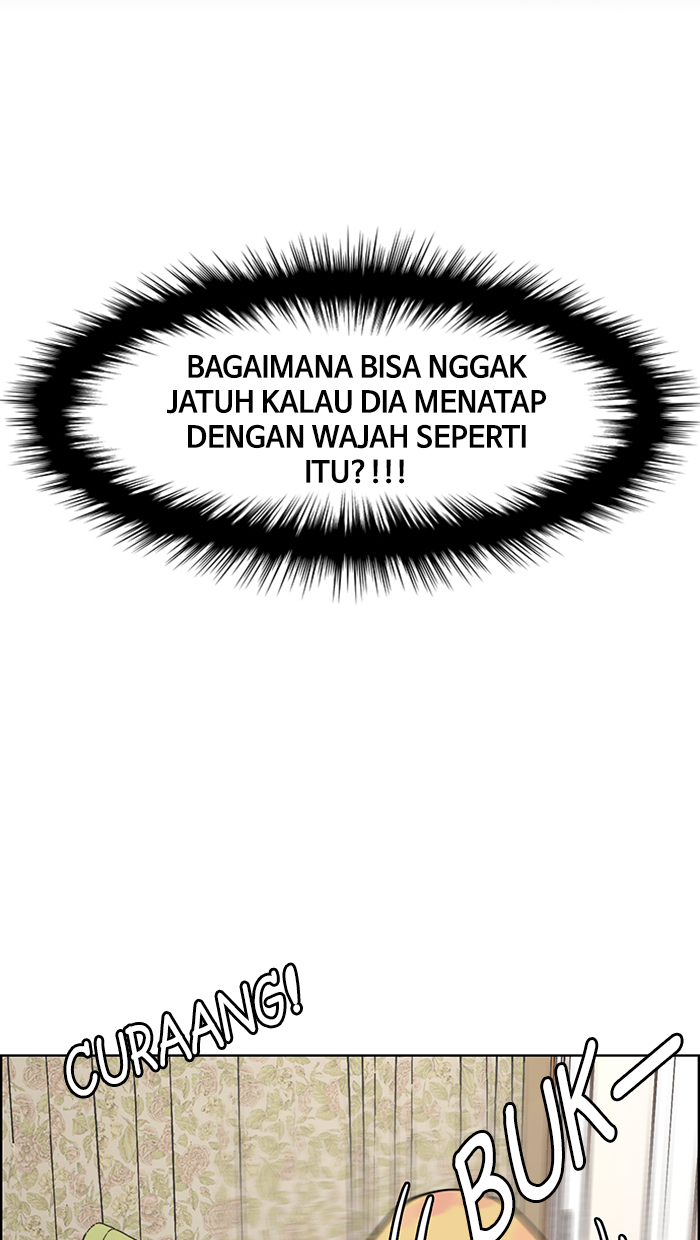 BAGAIMANA BISA NGGAK
JATUH KALAU DIA MENATAP
DENGAN WAJAH SEPERTI
ITU?!!!
CURAANG!
BUK—